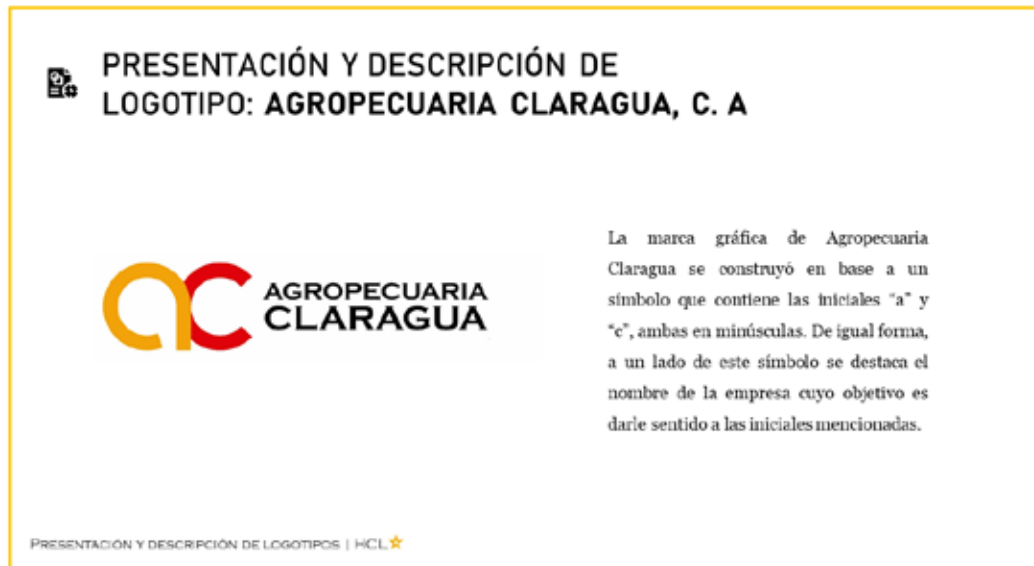 PRESENTACIÓN Y DESCRIPCIÓN DE
LOGOTIPO: AGROPECUARIA CLARAGUA, C. A
ac
AGROPECUARIA
CLARAGUA
La marca gráfica de Agropecuaria
Claragua se construyó en base a un
símbolo que contiene las iniciales “a” y
“c”, ambas en minúsculas. De igual forma,
a un lado de este símbolo se destaca el
nombre de la empresa cuyo objetivo es
darle sentido a las iniciales mencionadas.
PRESENTACIÓN Y DESCRIPCIÓN DE LOGOTIPOS | HCL